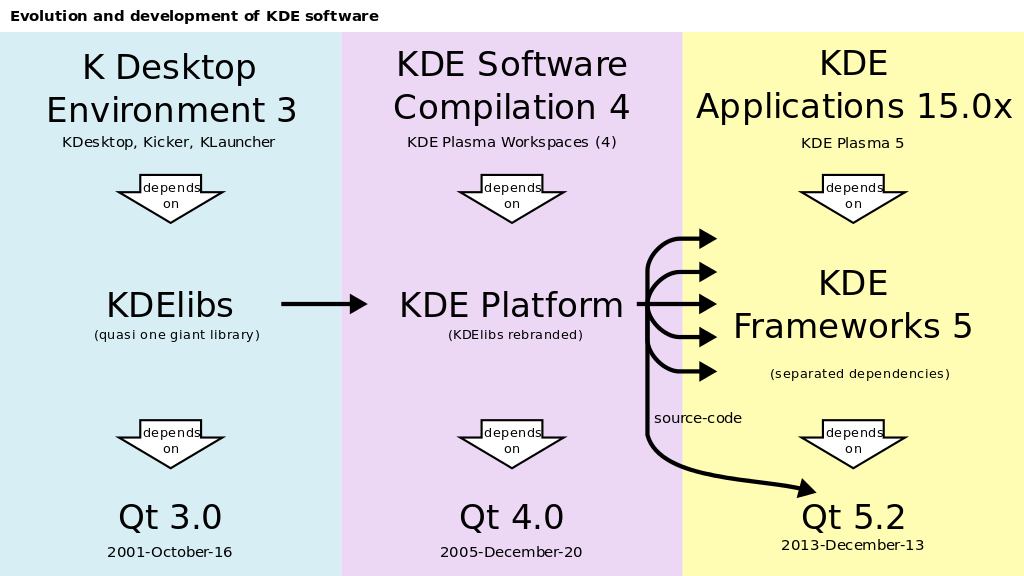 Evolution and development of KDE software
K Desktop
Environment 3
KDesktop, Kicker, KLauncher
depends
on
KDElibs
(quasi one giant library)
depends
on
Qt 3.0
2001-October-16
KDE Software
Compilation 4
KDE Plasma Workspaces (4)
depends
on
KDE Platform
(KDElibs rebranded)
depends
on
Qt 4.0
2005-December-20
KDE
Applications 15.0x
KDE Plasma 5
depends
on
KDE
Frameworks 5
(separated dependencies)
source-code
depends
on
Qt 5.2
2013-December-13